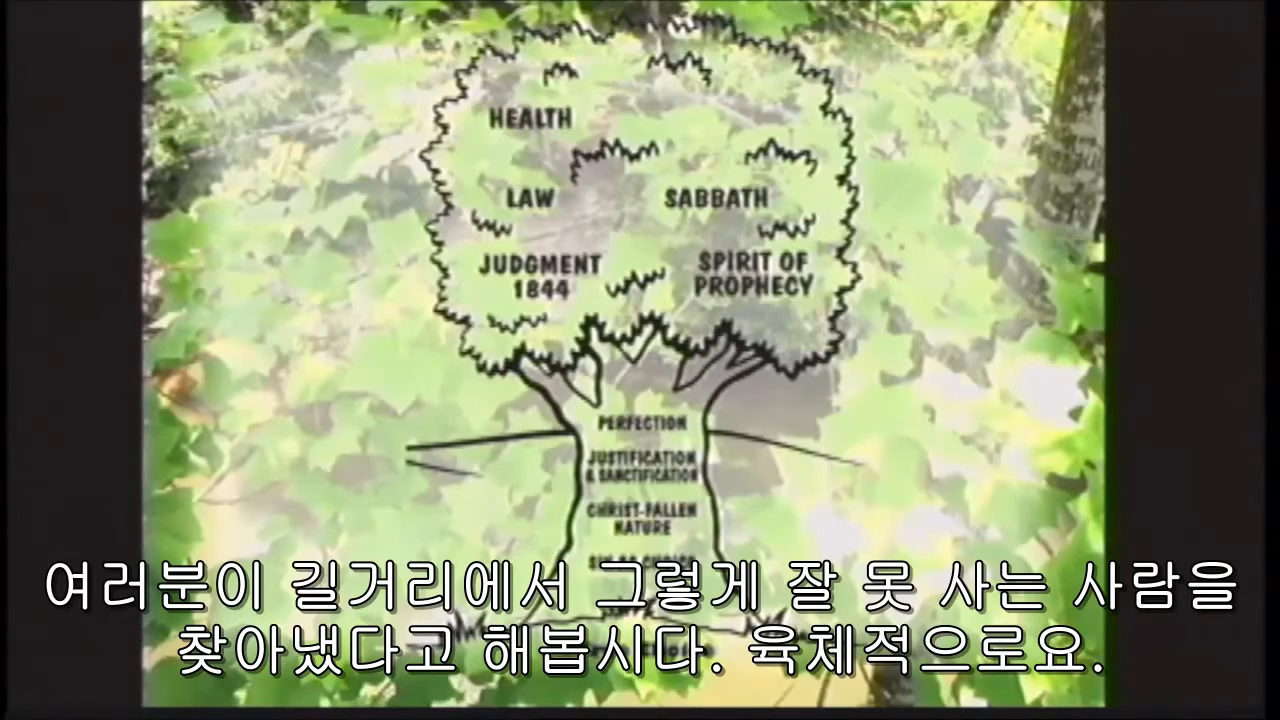 HEALTH
LAW
SABBATH
JUDGMENT
1844
SPIRIT OF
PROPHECY
PERFECTION
JUSTIFICATION
& SANCTIFICATION
CHRIST-FALLEN
NATURE
여러분이 길거리에서 그렇게 잘 못 사는 사람을
찾아냈다고 해봅시다. 육체적으로요.